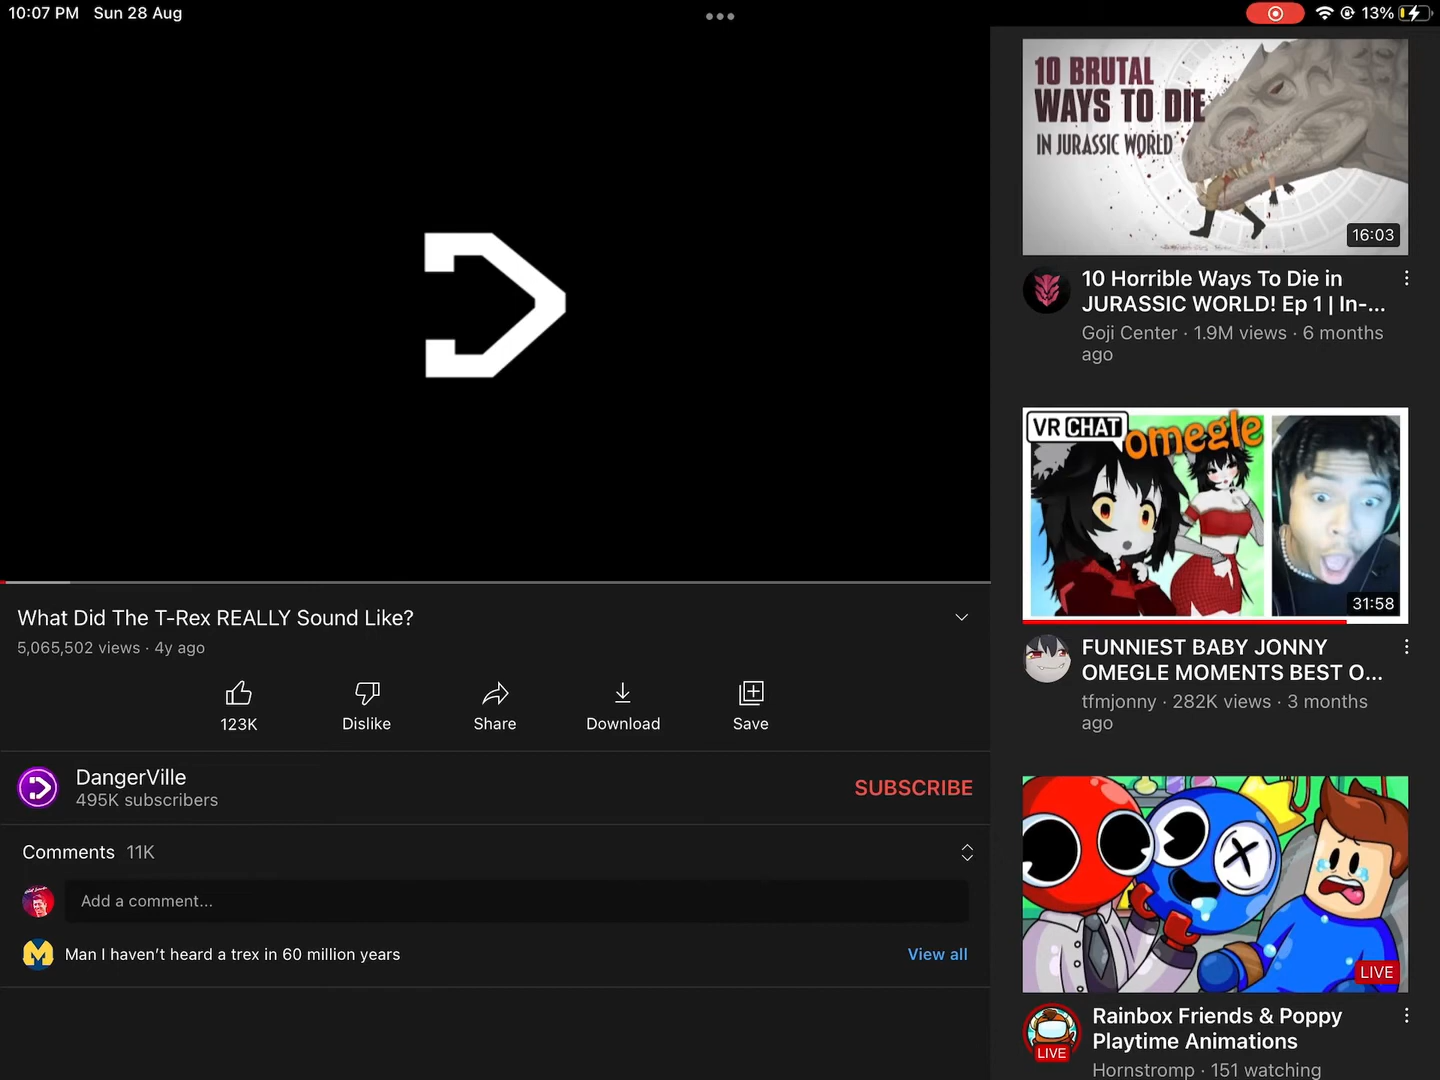 10:07 PM Sun 28 Aug
13%
What Did The T-Rex REALLY Sound Like?
5,065,502 views · 4y ago
123K
Dislike
Share
Download
Save
DangerVille
495K subscribers
SUBSCRIBE
Comments 11K
Add a comment...
Man I haven't heard a trex in 60 million years
View all
10 BRUTAL
WAYS TO DIE
IN JURASSIC WORLD
16:03
10 Horrible Ways To Die in
JURASSIC WORLD! Ep 1 | In-...
Goji Center · 1.9M views · 6 months
ago
VR CHAT
omegle
31:58
FUNNIEST BABY JONNY
OMEGLE MOMENTS BEST O...
tfmjonny · 282K views · 3 months
ago
LIVE
Rainbox Friends & Poppy
Playtime Animations
LIVE
Hornstromp · 151 watching